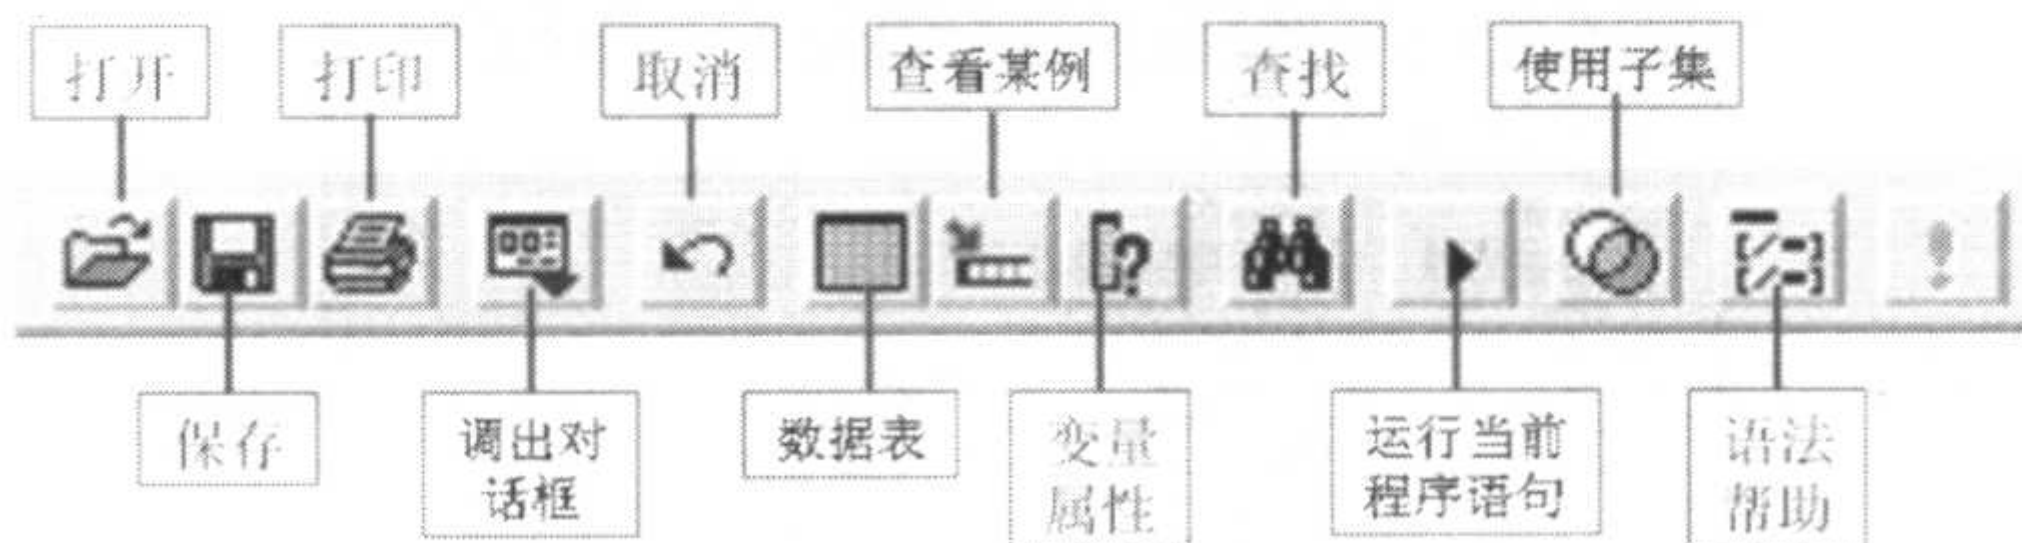 打开
打印
取消
查看某例
查找
使用子集
保存
调出对
话框
数据表
变量
属性
运行当前
程序语句
语法
帮助